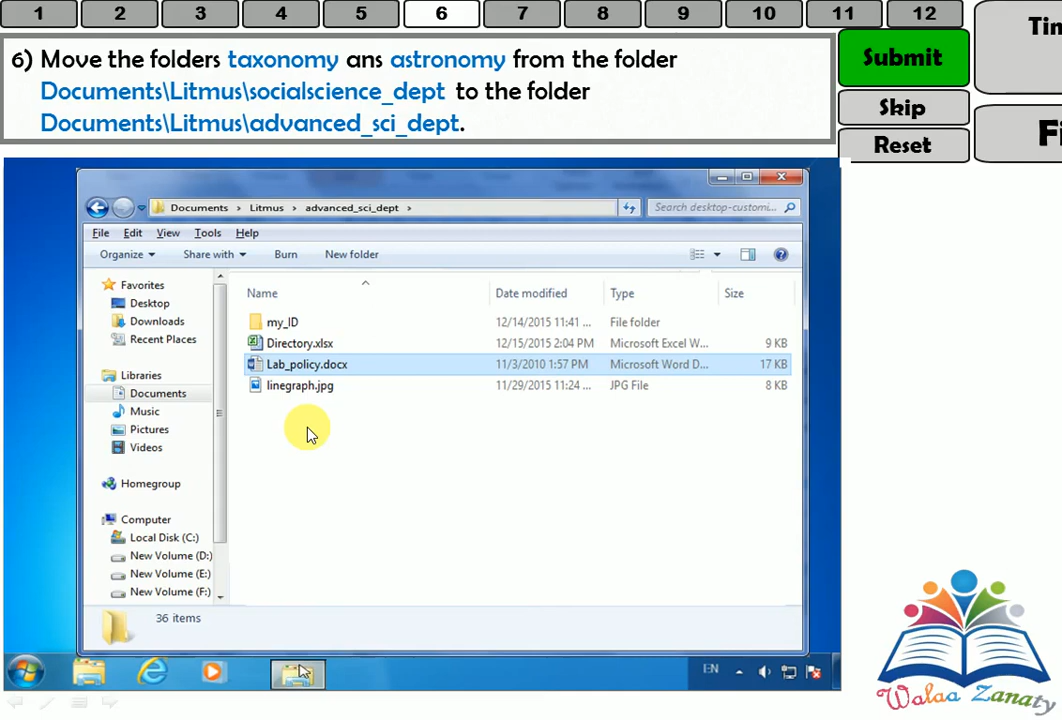 1 2 3 4 5 6 7 8 9 10 11 12
6) Move the folders taxonomy ans astronomy from the folder
Documents\Litmus\socialscience_dept to the folder
Documents\Litmus\advanced_sci_dept.
Submit
Skip
Reset
Documents Litmus advanced_sci_dept
Search desktop-customi...
File Edit View Tools Help
Organize Share with Burn New folder
Favorites
Desktop
Downloads
Recent Places
Libraries
Documents
Music
Pictures
Videos
Homegroup
Computer
Local Disk (C:)
New Volume (D:)
New Volume (E:)
New Volume (F:)
Name Date modified Type Size
my_ID 12/14/2015 11:41 ... File folder
Directory.xlsx 12/15/2015 2:04 PM Microsoft Excel W... 9 KB
Lab_policy.docx 11/3/2010 1:57 PM Microsoft Word D... 17 KB
linegraph.jpg 11/29/2015 11:24 ... JPG File 8 KB
36 items
EN
Walaa Zanaty